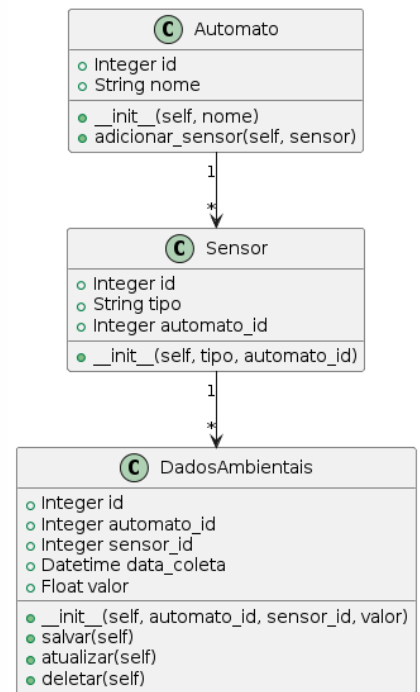 C Automato
Integer id
String nome
__init__(self, nome)
adicionar_sensor(self, sensor)
1
*
C Sensor
Integer id
String tipo
Integer automato_id
__init__(self, tipo, automato_id)
1
*
C DadosAmbientais
Integer id
Integer automato_id
Integer sensor_id
Datetime data_coleta
Float valor
__init__(self, automato_id, sensor_id, valor)
salvar(self)
atualizar(self)
deletar(self)